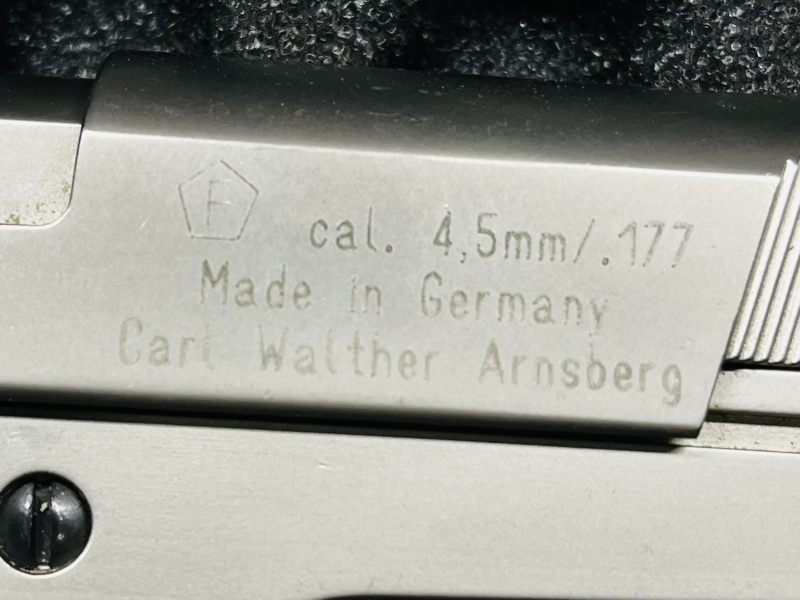 F cal. 4,5mm/.177
Made in Germany
Carl Walther Arnsberg